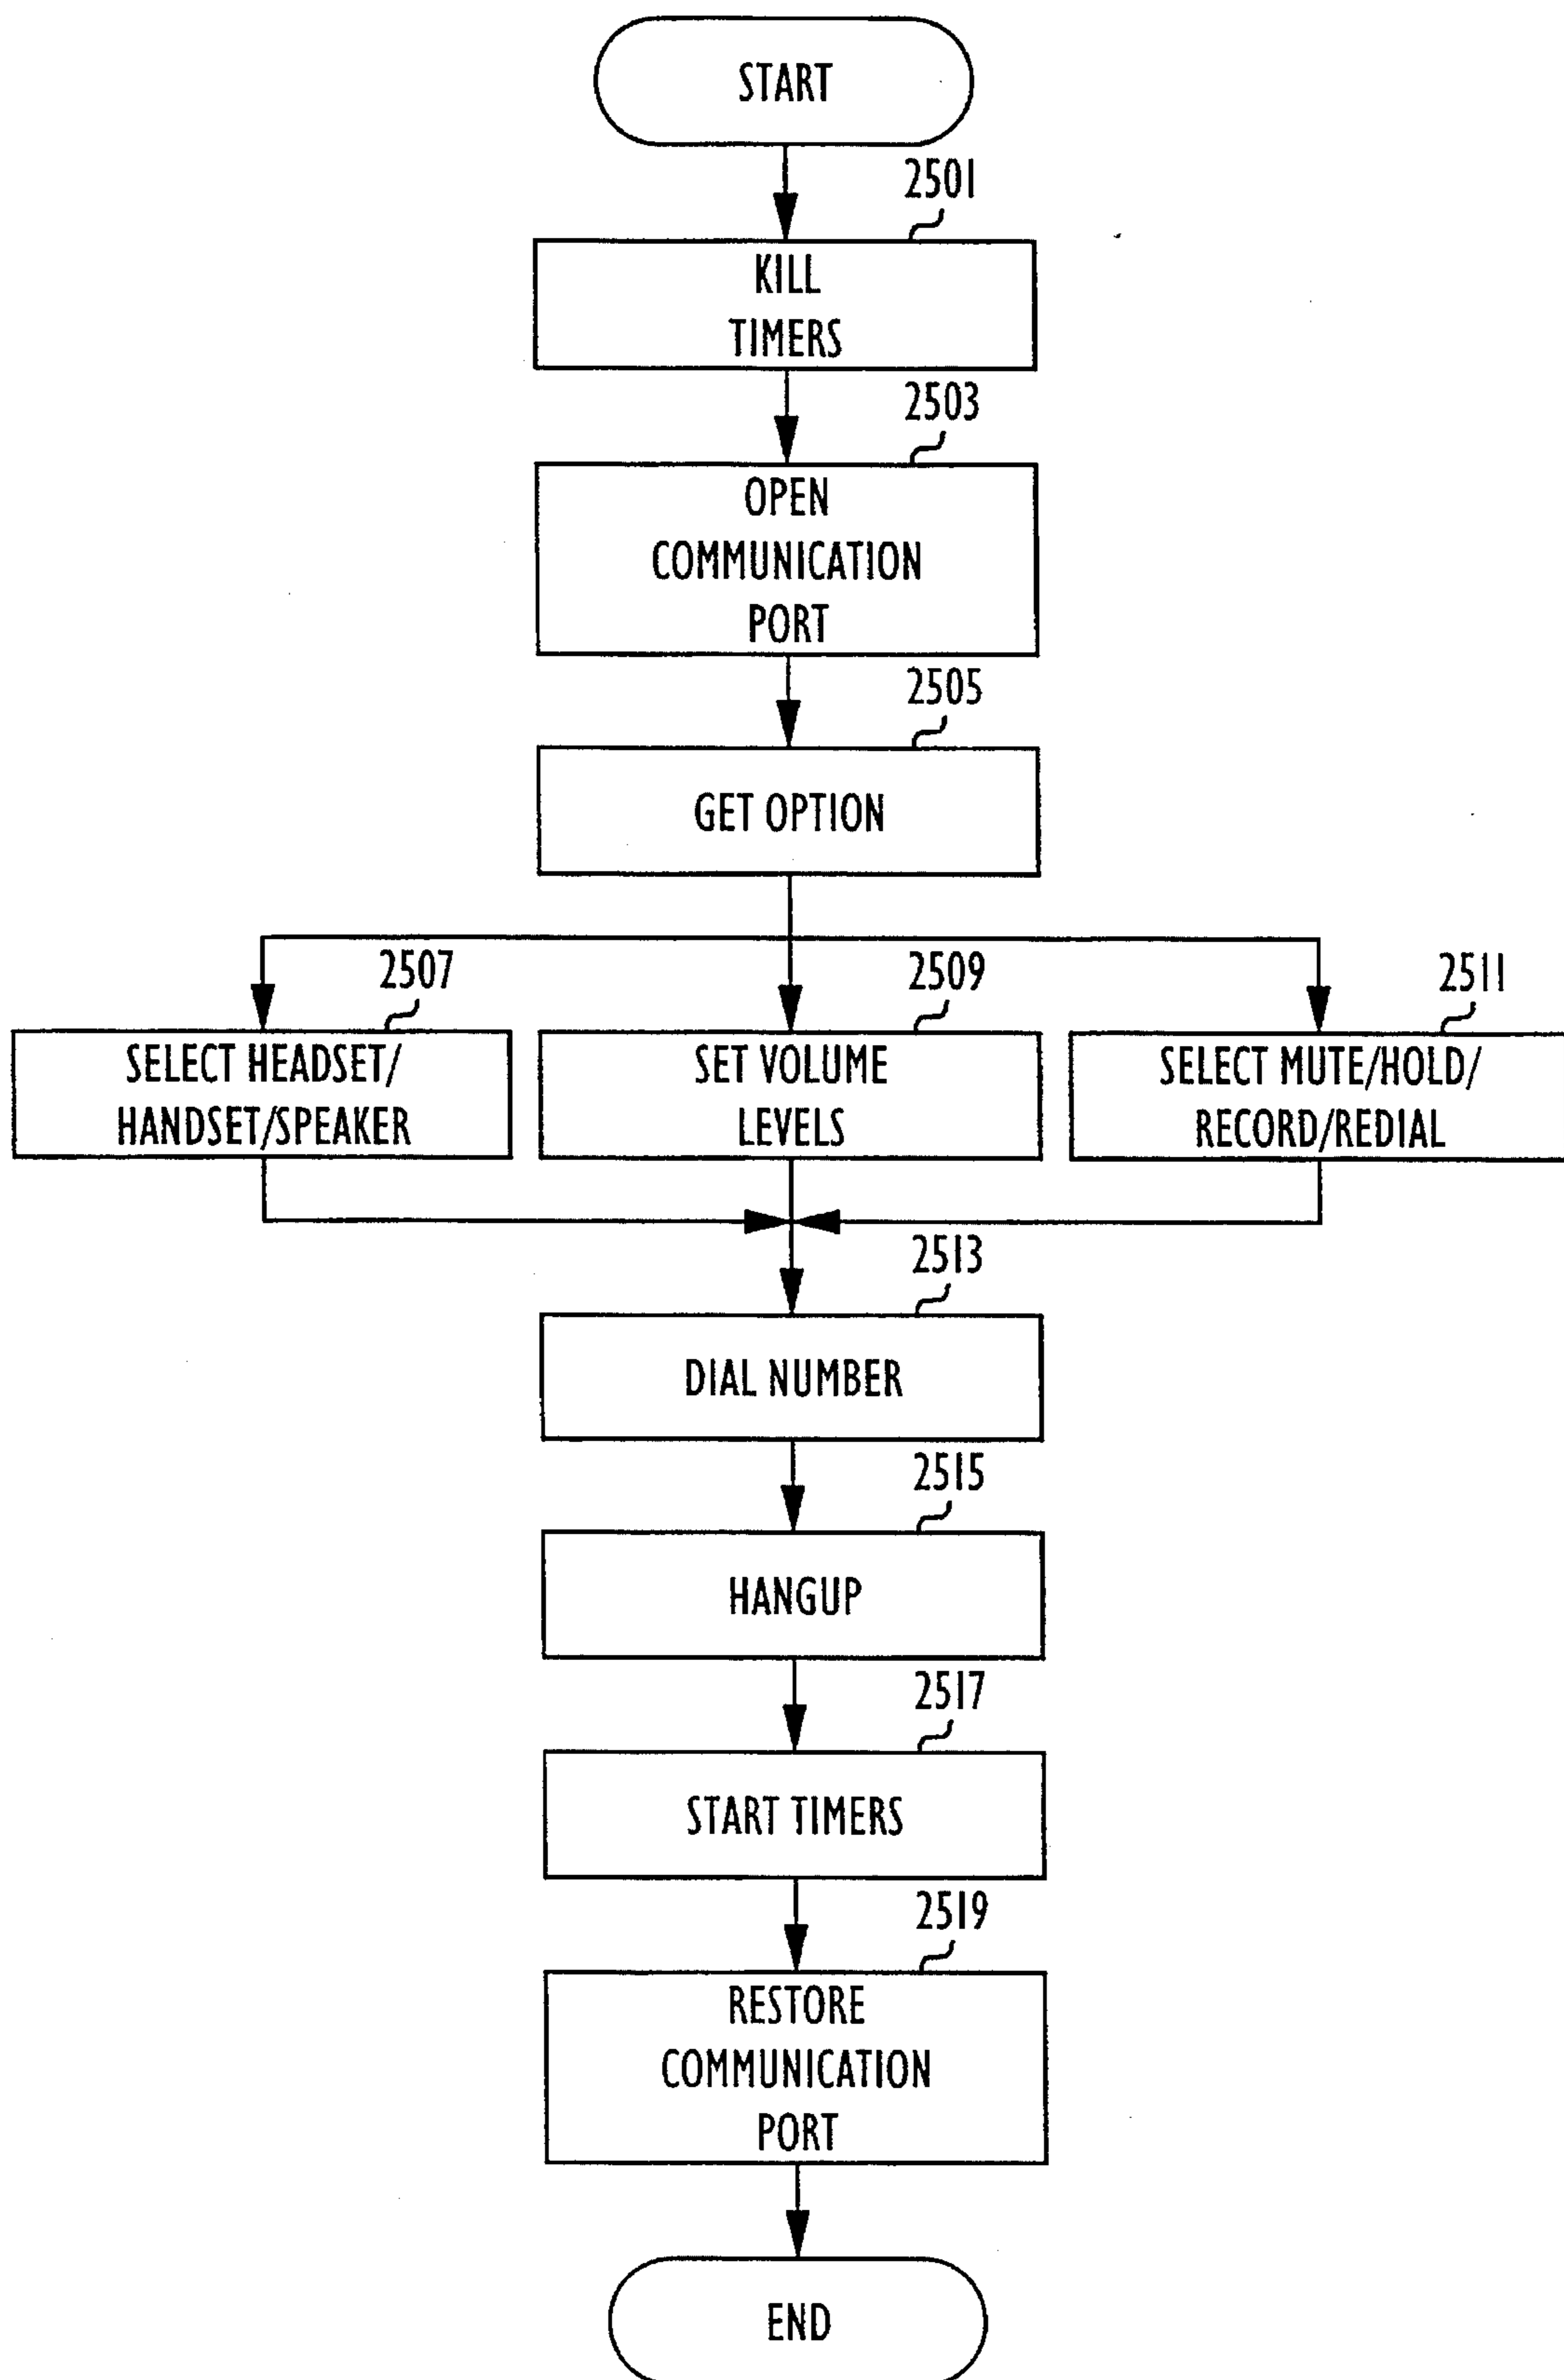 START
2501
KILL
TIMERS
2503
OPEN
COMMUNICATION
PORT
2505
GET OPTION
2507
SELECT HEADSET/
HANDSET/SPEAKER
2509
SET VOLUME
LEVELS
2511
SELECT MUTE/HOLD/
RECORD/REDIAL
2513
DIAL NUMBER
2515
HANGUP
2517
START TIMERS
2519
RESTORE
COMMUNICATION
PORT
END